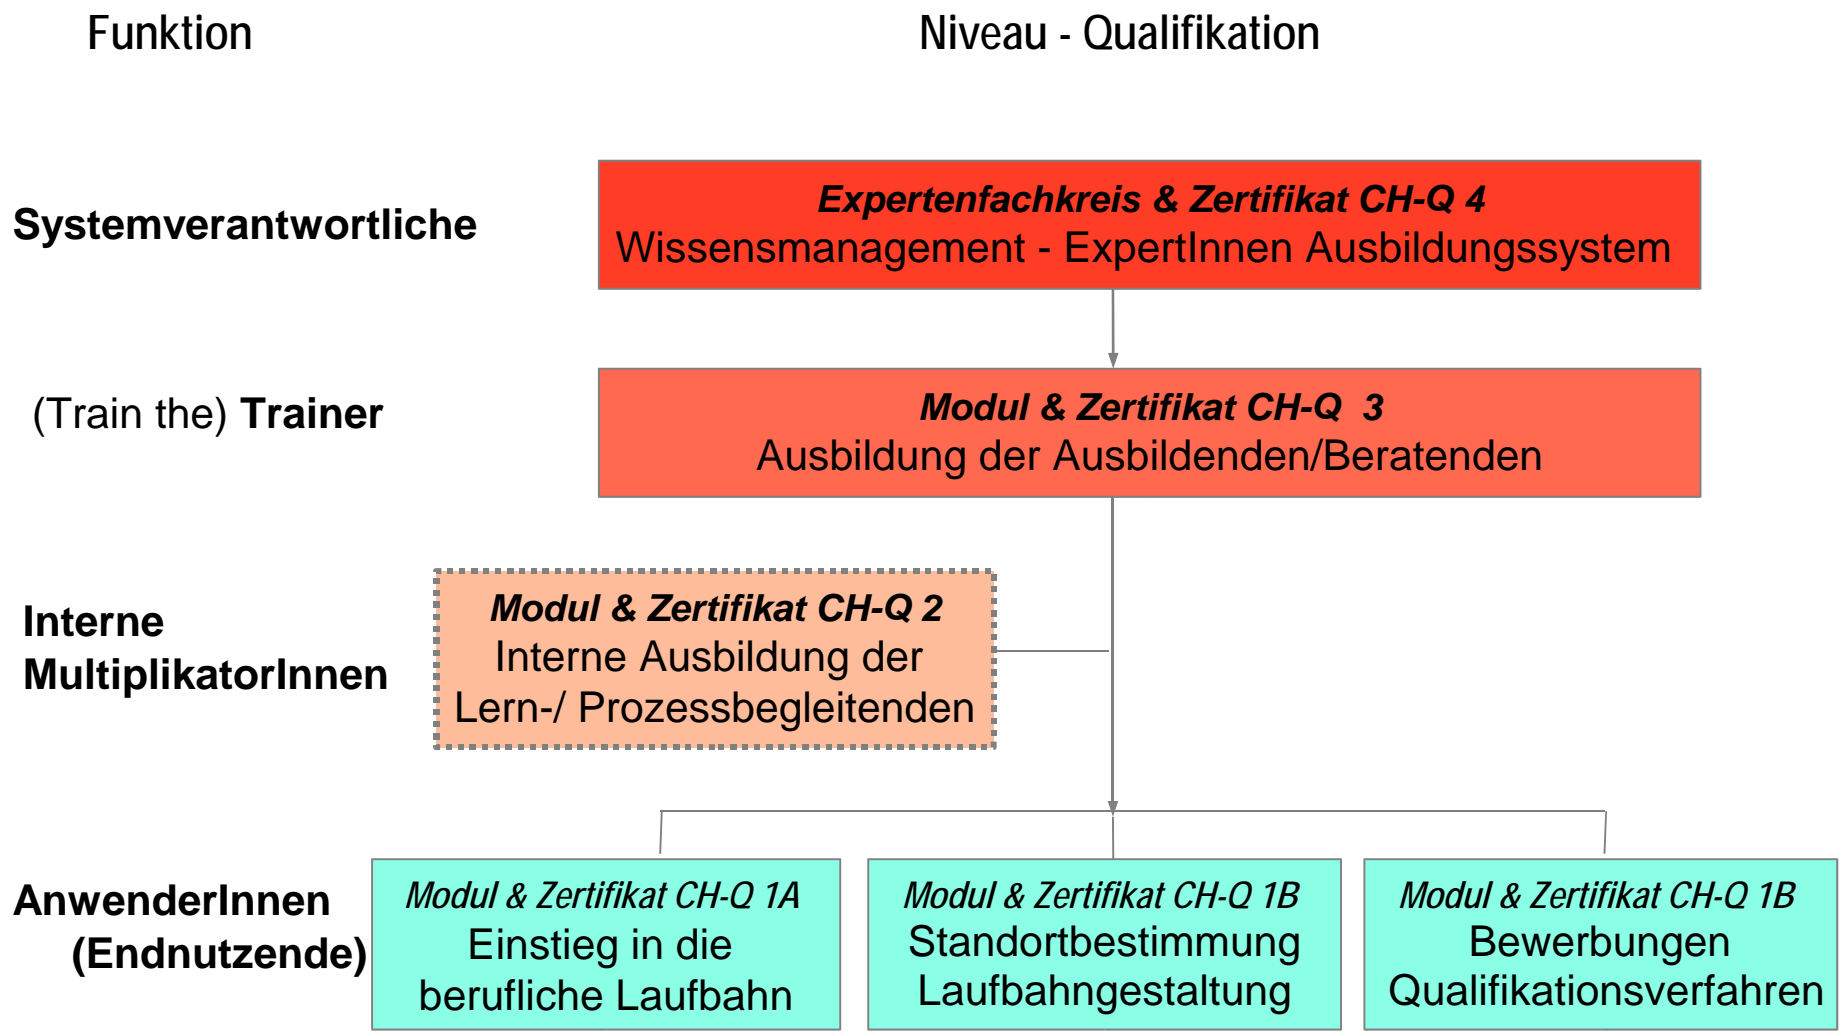 Funktion
Niveau - Qualifikation
Systemverantwortliche
Expertenfachkreis & Zertifikat CH-Q 4
Wissensmanagement - ExpertInnen Ausbildungssystem
(Train the) Trainer
Modul & Zertifikat CH-Q 3
Ausbildung der Ausbildenden/Beratenden
Interne
MultiplikatorInnen
Modul & Zertifikat CH-Q 2
Interne Ausbildung der
Lern-/ Prozessbegleitenden
AnwenderInnen
(Endnutzende)
Modul & Zertifikat CH-Q 1A
Einstieg in die
berufliche Laufbahn
Modul & Zertifikat CH-Q 1B
Standortbestimmung
Laufbahngestaltung
Modul & Zertifikat CH-Q 1B
Bewerbungen
Qualifikationsverfahren